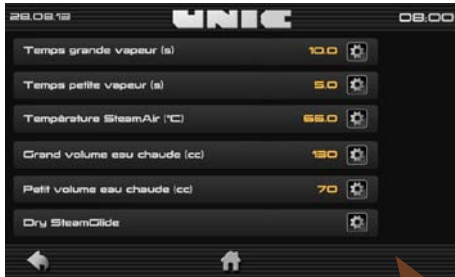 28.08.13 UNIC 08:00
Temps grande vapeur (s) 10.0
Temps petite vapeur (s) 5.0
Température SteamAir (°C) 65.0
Grand volume eau chaude (cc) 130
Petit volume eau chaude (cc) 70
Dry SteamGlide